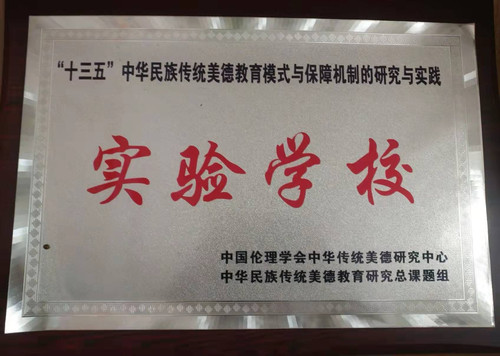 “十三五”中华民族传统美德教育模式与保障机制的研究与实践
实验学校
中国伦理学会中华传统美德研究中心
中华民族传统美德教育研究总课题组